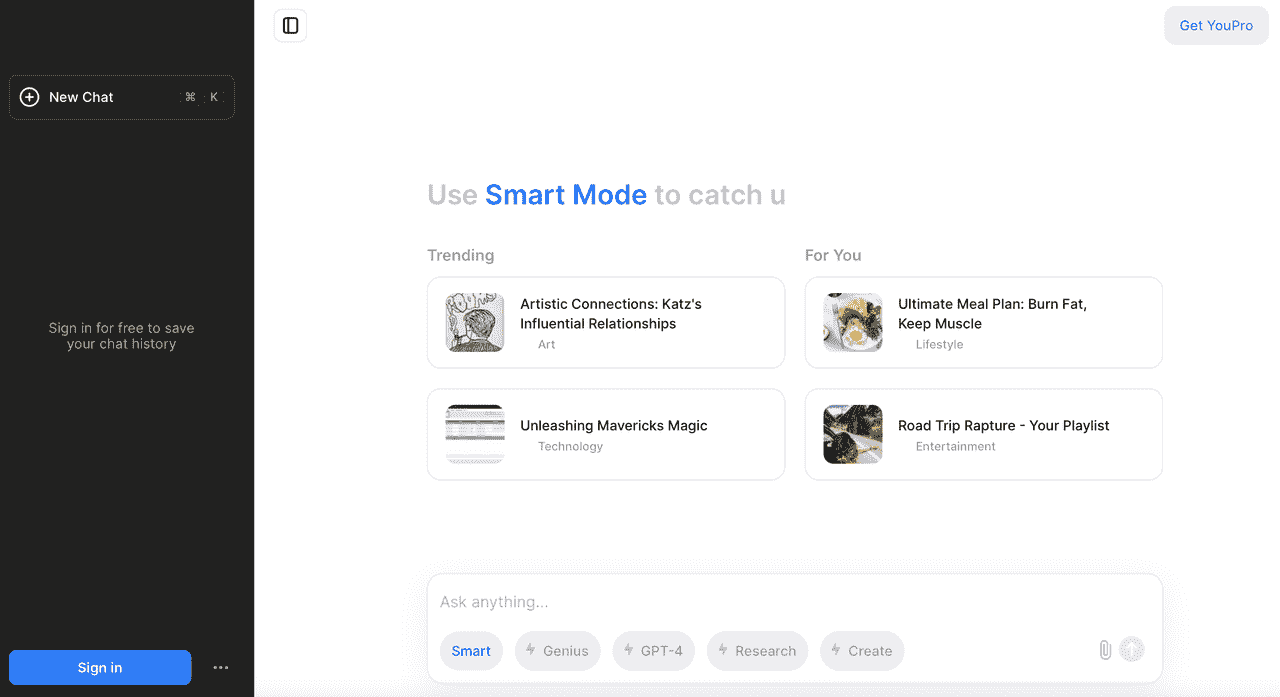 Get YouPro
New Chat
⌘ K
Sign in for free to save
your chat history
Sign in
Use Smart Mode to catch u
Trending
Artistic Connections: Katz's
Influential Relationships
Art
Unleashing Mavericks Magic
Technology
For You
Ultimate Meal Plan: Burn Fat,
Keep Muscle
Lifestyle
Road Trip Rapture - Your Playlist
Entertainment
Ask anything...
Smart Genius GPT-4 Research Create